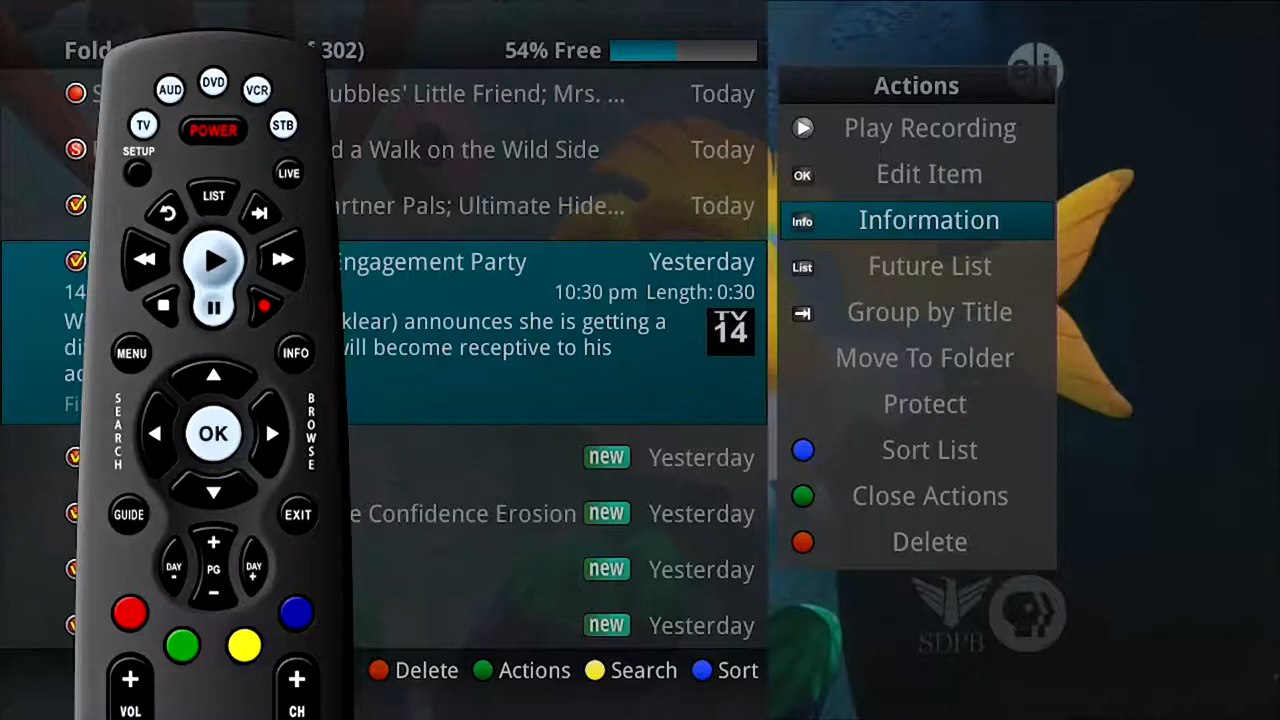 Fold
302)
54% Free
ubbles' Little Friend; Mrs. ... Today
d a Walk on the Wild Side Today
artner Pals; Ultimate Hide... Today
Engagement Party Yesterday
14
10:30 pm Length: 0:30
klear) announces she is getting a
di
will become receptive to his
TV
14
new Yesterday
e Confidence Erosion new Yesterday
new Yesterday
new Yesterday
Delete Actions Search Sort
AUD DVD VCR
TV POWER STB
SETUP
LIVE
LIST
MENU INFO
SEARCH
BROWSE
OK
GUIDE EXIT
+
DAY
-
PG
DAY
+
-
+ +
VOL CH
Actions
Play Recording
OK Edit Item
Info Information
List Future List
Group by Title
Move To Folder
Protect
Sort List
Close Actions
Delete
SDPB